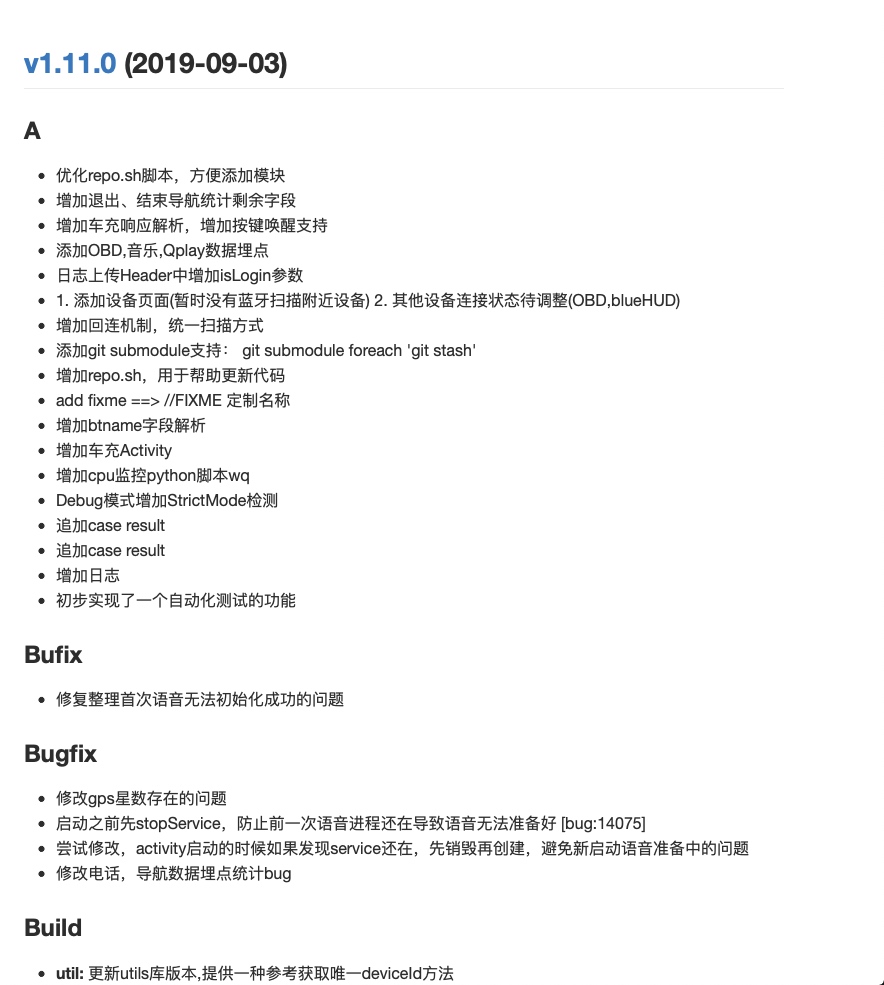 v1.11.0 (2019-09-03)
A
优化repo.sh脚本，方便添加模块
增加退出、结束导航统计剩余字段
增加车充响应解析，增加按键唤醒支持
添加OBD,音乐,Qplay数据埋点
日志上传Header中增加isLogin参数
1. 添加设备页面(暂时没有蓝牙扫描附近设备) 2. 其他设备连接状态待调整(OBD,blueHUD)
增加回连机制，统一扫描方式
添加git submodule支持： git submodule foreach 'git stash'
增加repo.sh，用于帮助更新代码
add fixme ==> //FIXME 定制名称
增加btname字段解析
增加车充Activity
增加cpu监控python脚本wq
Debug模式增加StrictMode检测
追加case result
追加case result
增加日志
初步实现了一个自动化测试的功能
Bufix
修复整理首次语音无法初始化成功的问题
Bugfix
修改gps星数存在的问题
启动之前先stopService，防止前一次语音进程还在导致语音无法准备好 [bug:14075]
尝试修改，activity启动的时候如果发现service还在，先销毁再创建，避免新启动语音准备中的问题
修改电话，导航数据埋点统计bug
Build
util: 更新utils库版本,提供一种参考获取唯一deviceId方法